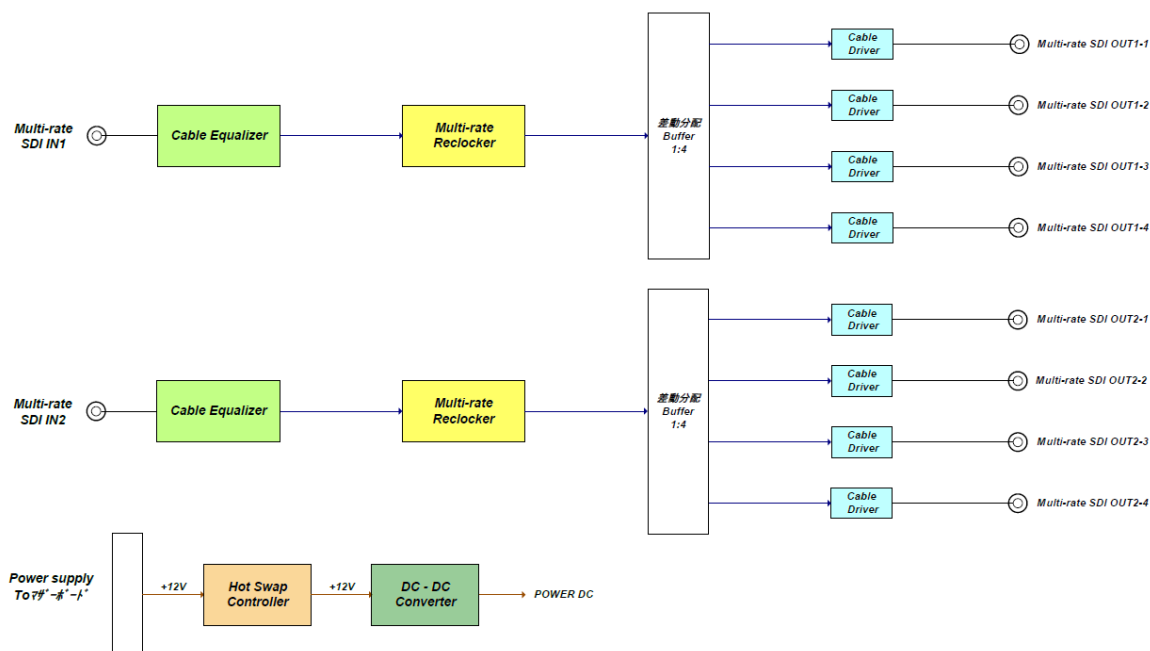 Multi-rate
SDI IN1
Cable Equalizer
Multi-rate
Reclocker
差動分配
Buffer
1:4
Cable
Driver
Multi-rate SDI OUT1-1
Cable
Driver
Multi-rate SDI OUT1-2
Cable
Driver
Multi-rate SDI OUT1-3
Cable
Driver
Multi-rate SDI OUT1-4
Multi-rate
SDI IN2
Cable Equalizer
Multi-rate
Reclocker
差動分配
Buffer
1:4
Cable
Driver
Multi-rate SDI OUT2-1
Cable
Driver
Multi-rate SDI OUT2-2
Cable
Driver
Multi-rate SDI OUT2-3
Cable
Driver
Multi-rate SDI OUT2-4
Power supply
Toﾏｻﾞｰﾎﾞｰﾄﾞ
+12V
Hot Swap
Controller
+12V
DC - DC
Converter
POWER DC